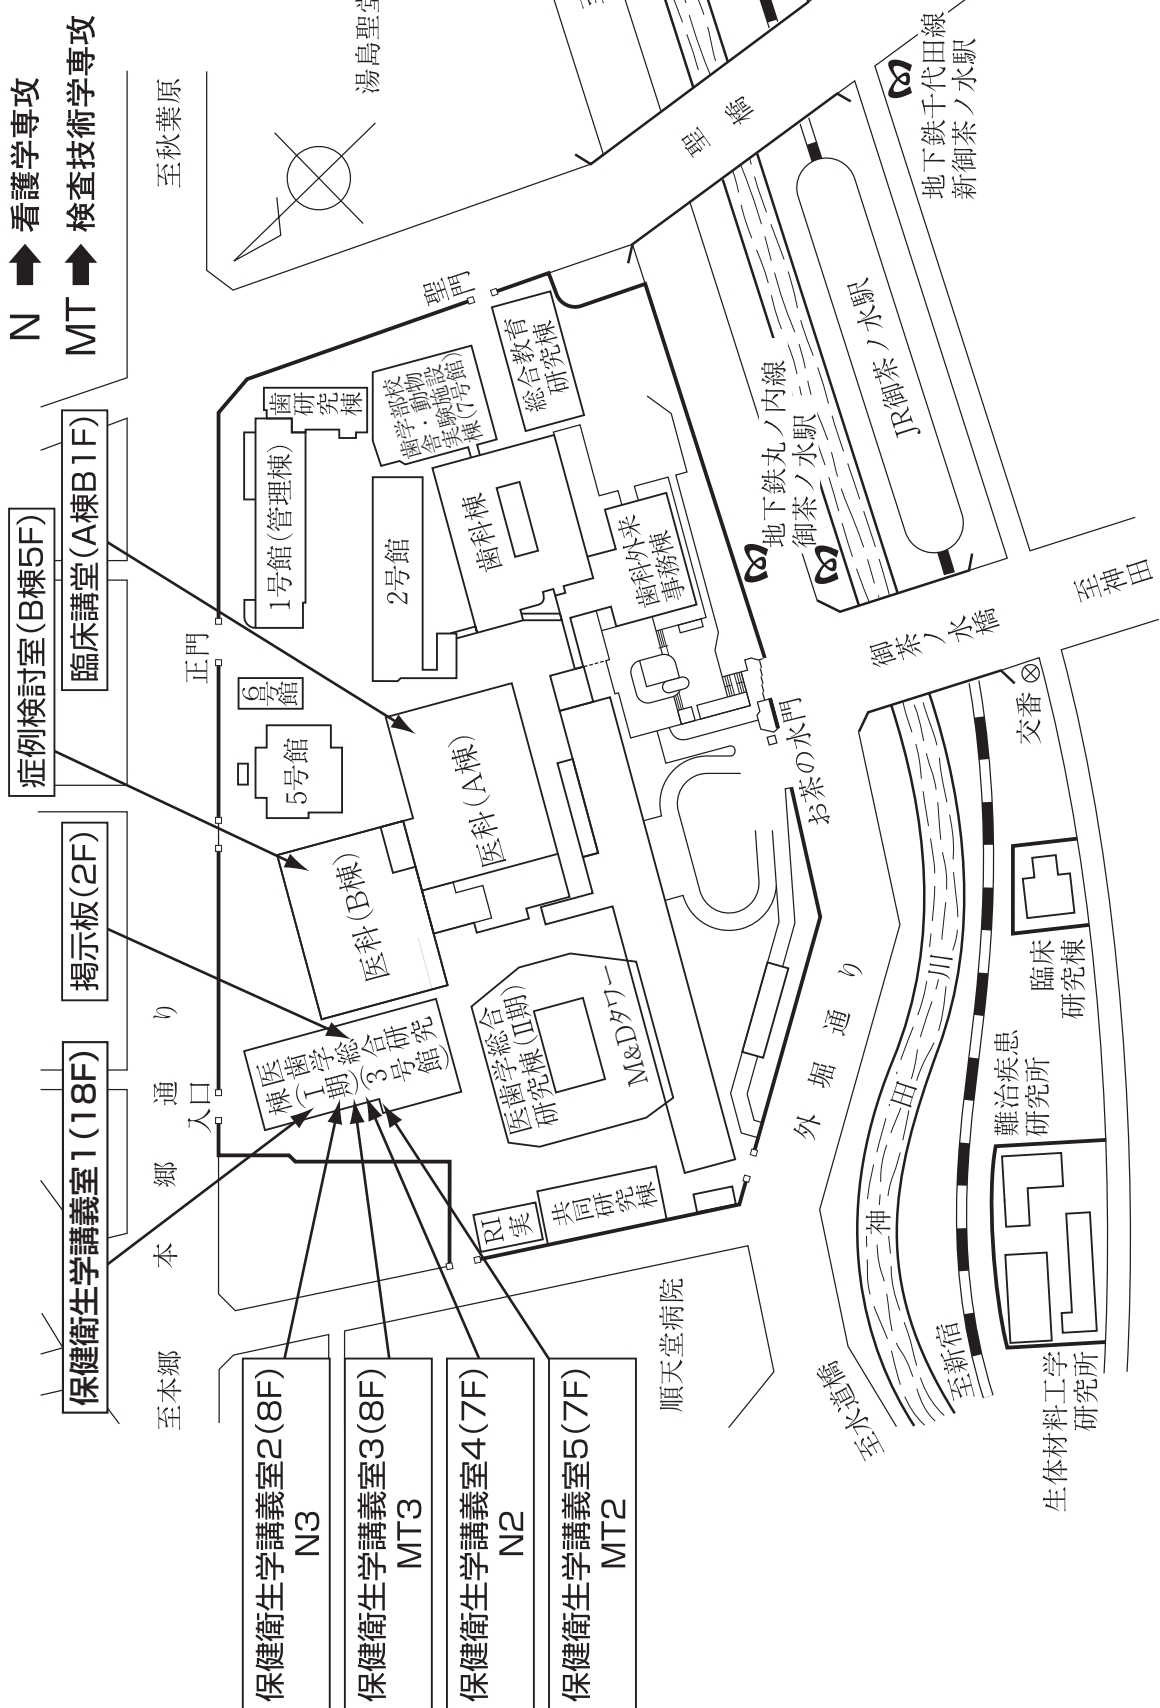 N ➡ 看護学専攻
MT ➡ 検査技術学専攻
症例検討室(B棟5F)
臨床講堂(A棟B1F)
掲示板(2F)
保健衛生学講義室1(18F)
保健衛生学講義室2(8F)
N3
保健衛生学講義室3(8F)
MT3
保健衛生学講義室4(7F)
N2
保健衛生学講義室5(7F)
MT2
至本郷
本郷通り
至秋葉原
湯島聖堂
入口
正門
聖門
聖橋
歯研究棟
1号館(管理棟)
歯学部校
舎・動物
実験施設
棟(7号館)
総合教育
研究棟
2号館
歯科棟
6号館
5号館
歯科外来
事務棟
医科(A棟)
医科(B棟)
医歯学総合研究
棟(I期)(3号館)
医歯学総合
研究棟(II期)
M&Dタワー
RI
実
共同
研究
棟
お茶の水門
外堀通り
順天堂病院
地下鉄丸ノ内線
御茶ノ水駅
JR御茶ノ水駅
地下鉄千代田線
新御茶ノ水駅
御茶ノ水橋
至神田
交番
神田川
臨床
研究棟
難治疾患
研究所
生体材料工学
研究所
至新宿
至水道橋